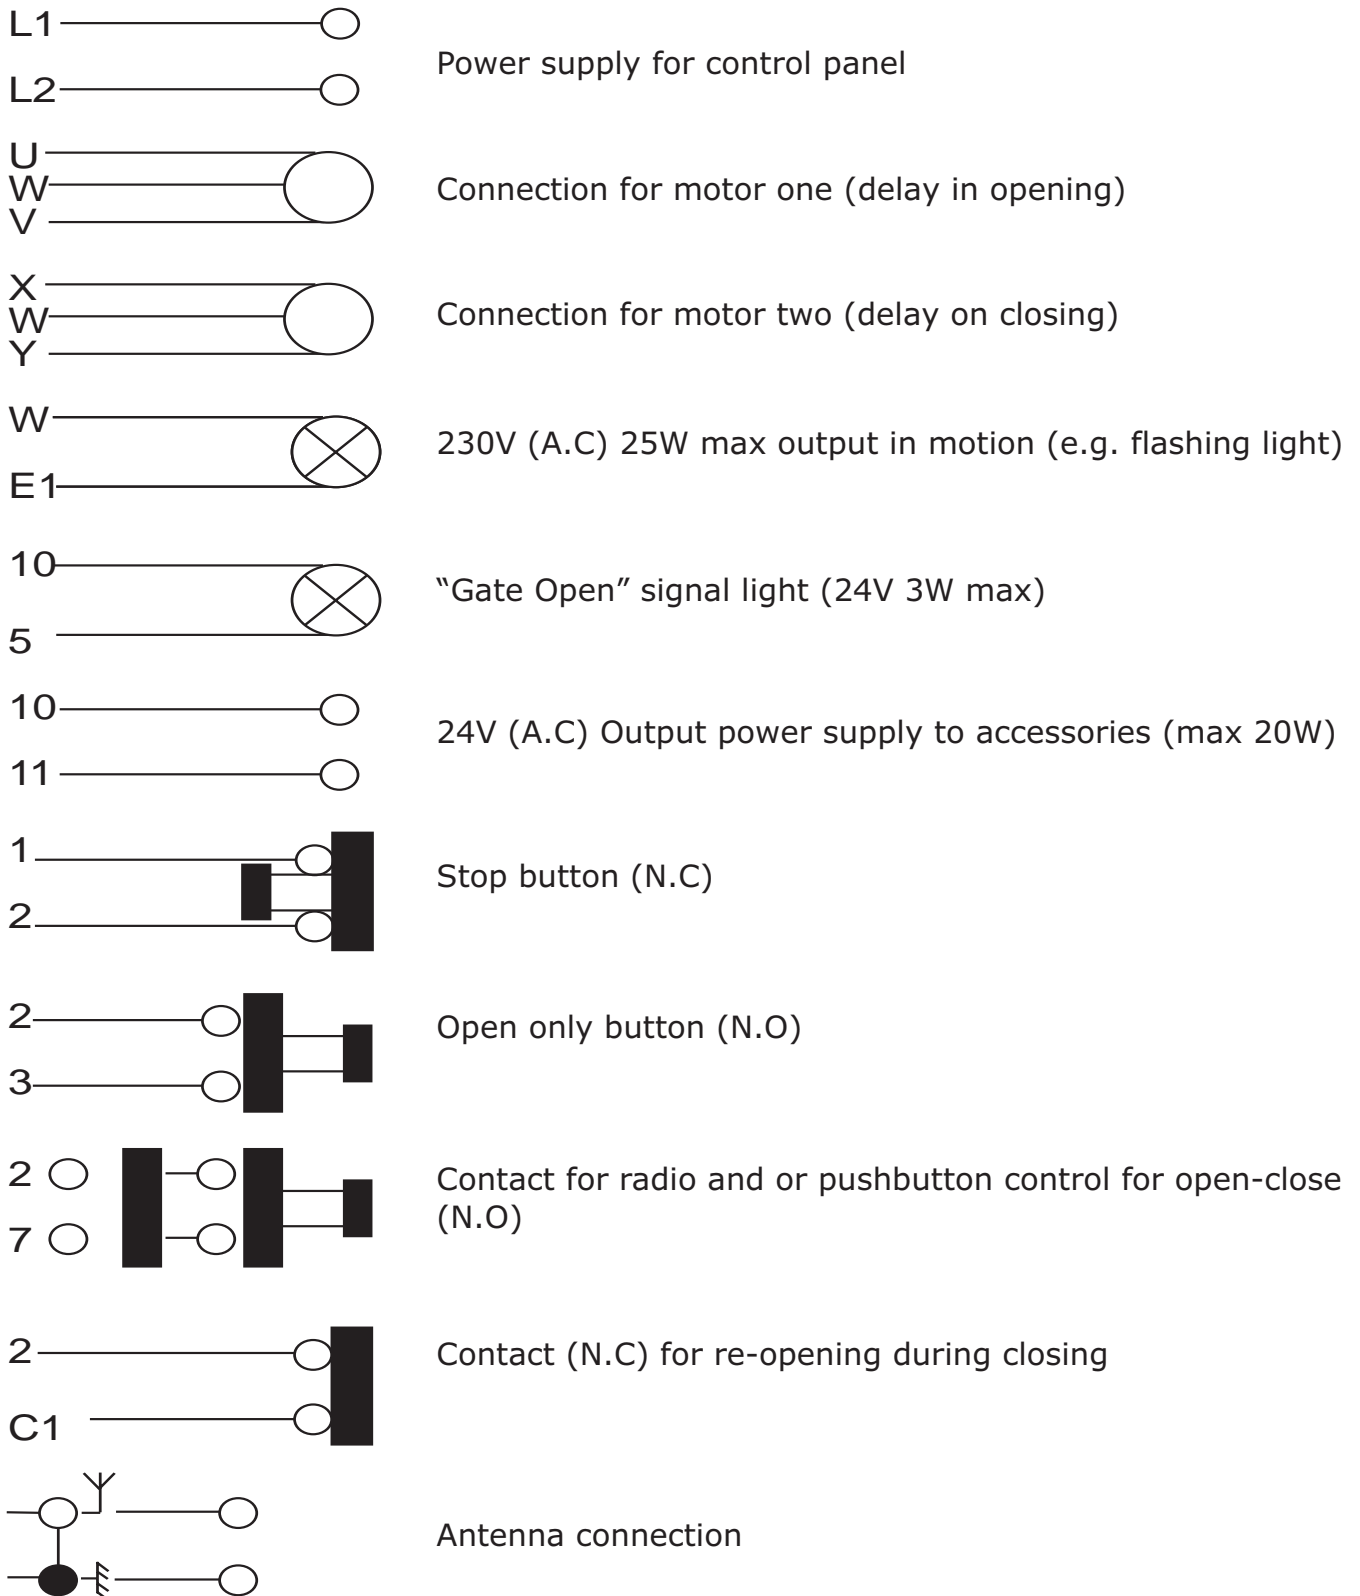 L1
L2
Power supply for control panel
U
W
V
Connection for motor one (delay in opening)
X
W
Y
Connection for motor two (delay on closing)
W
E1
230V (A.C) 25W max output in motion (e.g. flashing light)
10
5
“Gate Open” signal light (24V 3W max)
10
11
24V (A.C) Output power supply to accessories (max 20W)
1
2
Stop button (N.C)
2
3
Open only button (N.O)
2
7
Contact for radio and or pushbutton control for open-close
(N.O)
2
C1
Contact (N.C) for re-opening during closing
Antenna connection